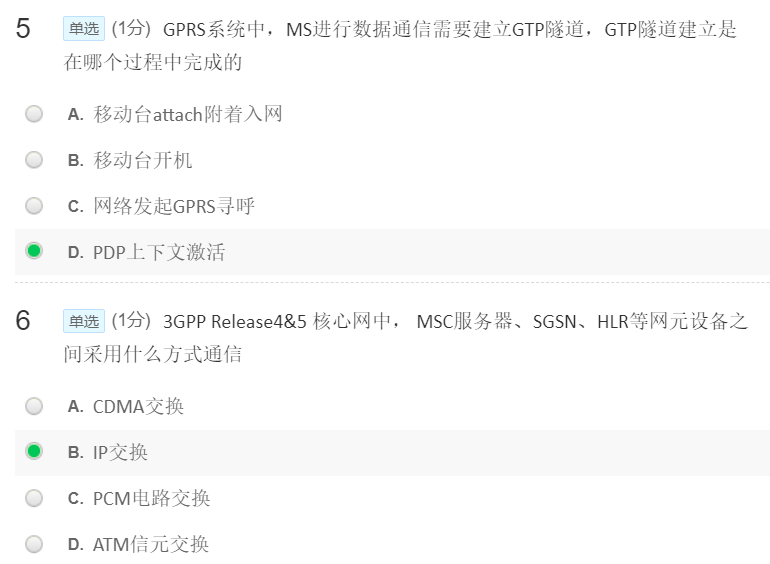 5 单选 (1分) GPRS系统中，MS进行数据通信需要建立GTP隧道，GTP隧道建立是
在哪个过程中完成的
A. 移动台attach附着入网
B. 移动台开机
C. 网络发起GPRS寻呼
D. PDP上下文激活
6 单选 (1分) 3GPP Release4&5 核心网中， MSC服务器、SGSN、HLR等网元设备之
间采用什么方式通信
A. CDMA交换
B. IP交换
C. PCM电路交换
D. ATM信元交换